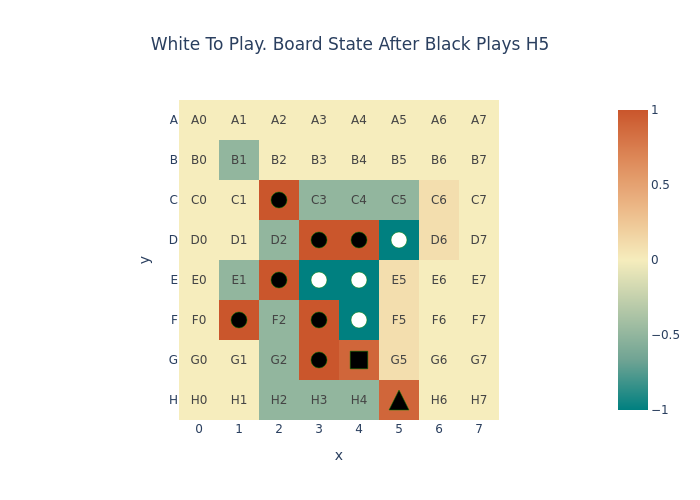 White To Play. Board State After Black Plays H5
A A0 A1 A2 A3 A4 A5 A6 A7
B B0 B1 B2 B3 B4 B5 B6 B7
C C0 C1 C3 C4 C5 C6 C7
D D0 D1 D2 D6 D7
E E0 E1 E5 E6 E7
F F0 F2 F5 F6 F7
G G0 G1 G2 G5 G6 G7
H H0 H1 H2 H3 H4 H6 H7
0 1 2 3 4 5 6 7
x
y
1
0.5
0
−0.5
−1